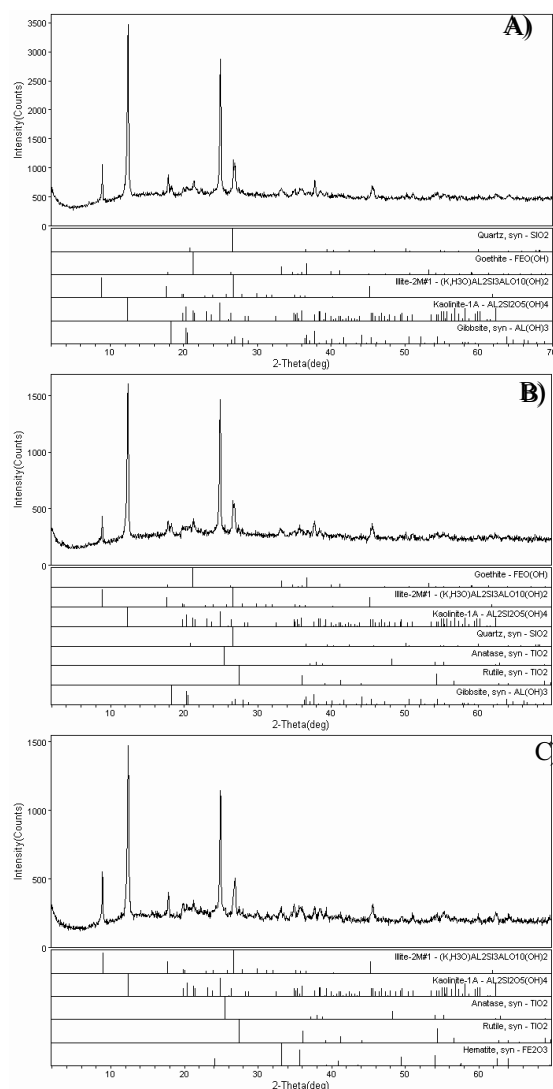 A)
3500
3000
2500
2000
1500
1000
500
0
Intensity(Counts)
Quartz, syn - SIO2
Goethite - FEO(OH)
Illite-2M#1 - (K,H3O)AL2SI3ALO10(OH)2
Kaolinite-1A - AL2SI2O5(OH)4
Gibbsite, syn - AL(OH)3
10 20 30 40 50 60 70
2-Theta(deg)
B)
1500
1000
500
0
Intensity(Counts)
Goethite - FEO(OH)
Illite-2M#1 - (K,H3O)AL2SI3ALO10(OH)2
Kaolinite-1A - AL2SI2O5(OH)4
Quartz, syn - SIO2
Anatase, syn - TIO2
Rutile, syn - TIO2
Gibbsite, syn - AL(OH)3
10 20 30 40 50 60
2-Theta(deg)
C)
1500
1000
500
0
Intensity(Counts)
Illite-2M#1 - (K,H3O)AL2SI3ALO10(OH)2
Kaolinite-1A - AL2SI2O5(OH)4
Anatase, syn - TIO2
Rutile, syn - TIO2
Hematite, syn - FE2O3
10 20 30 40 50 60
2-Theta(deg)